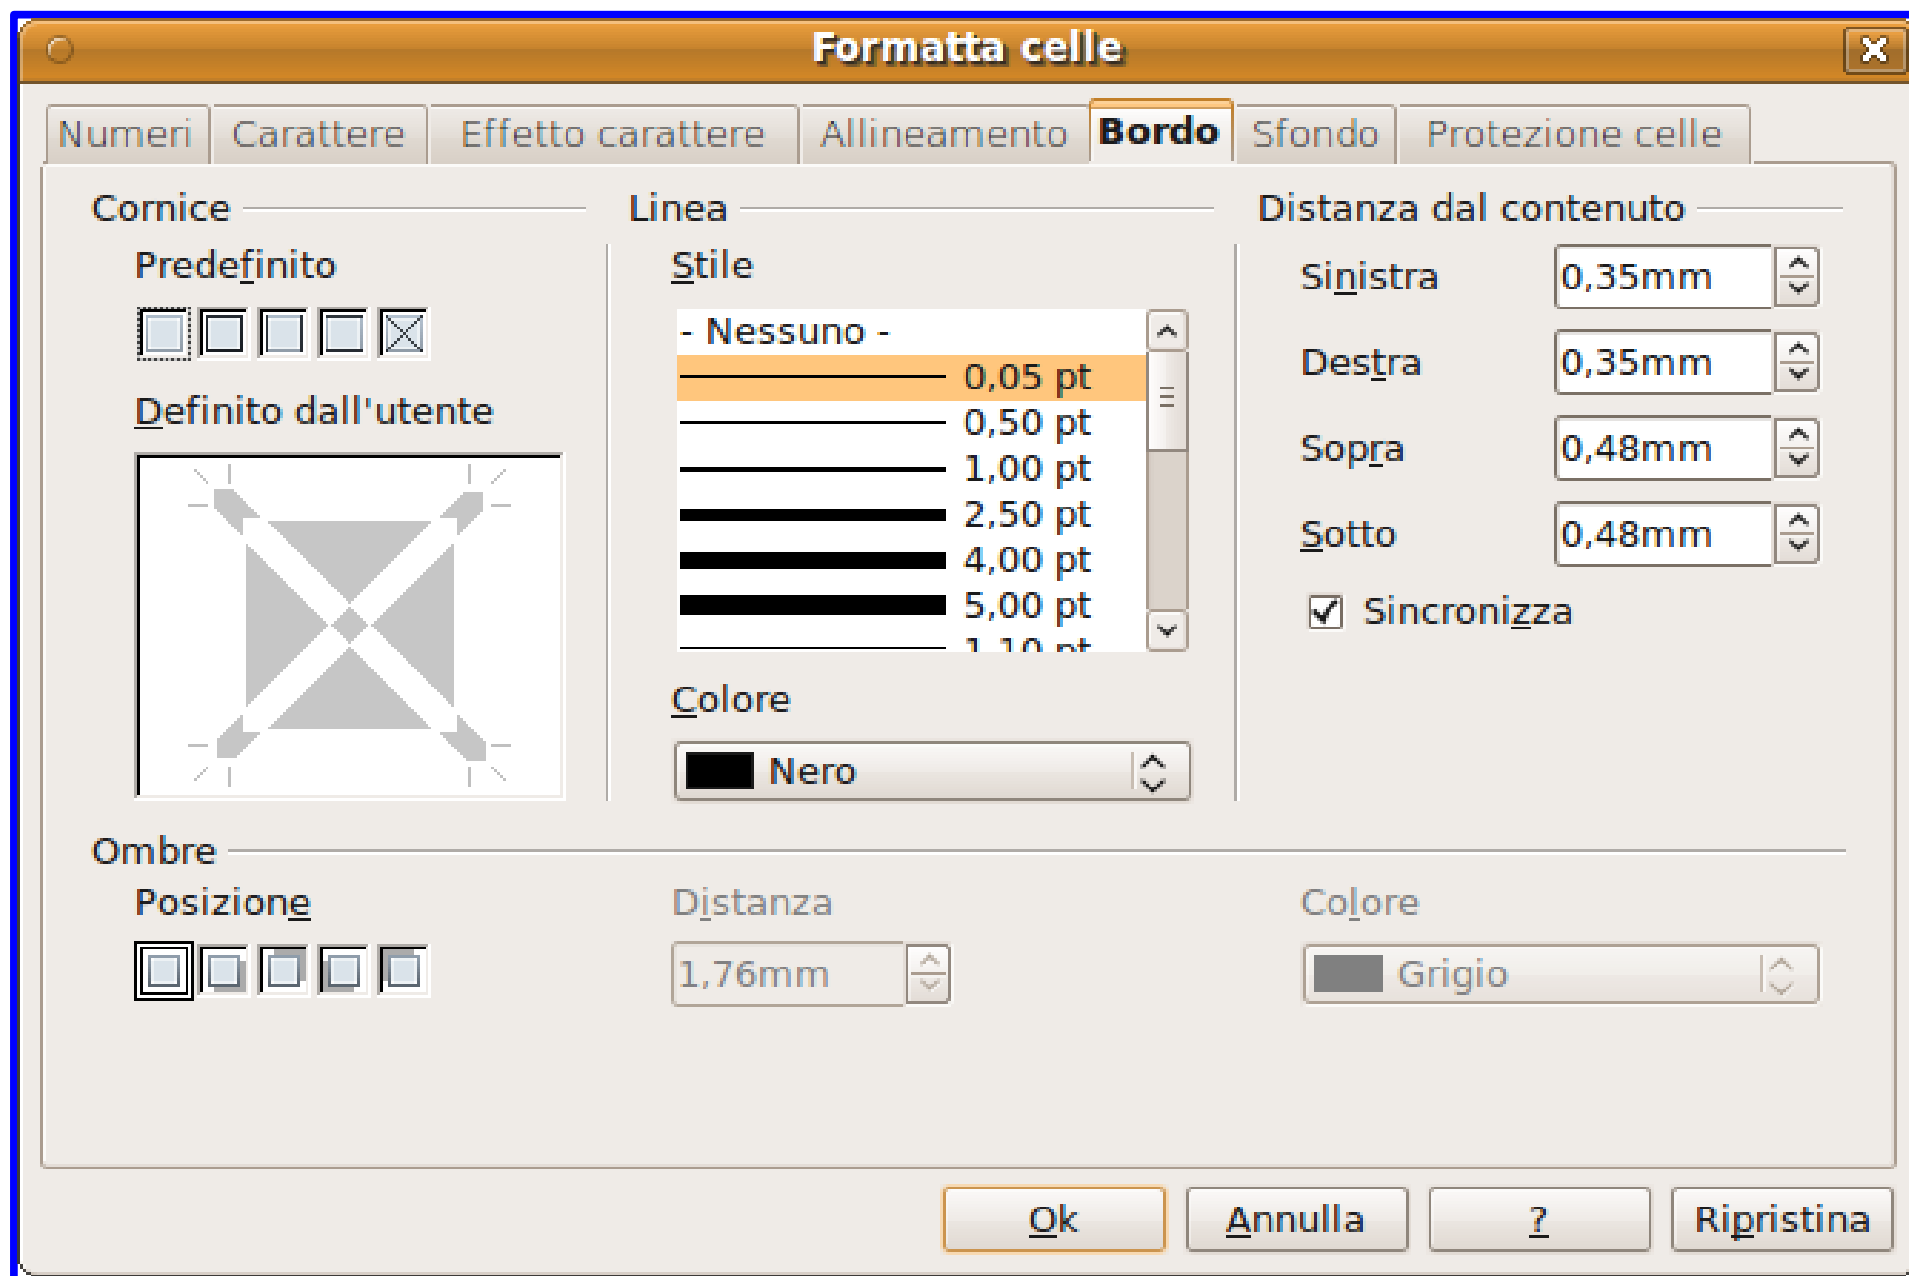 Formatta celle
Numeri Carattere Effetto carattere Allineamento Bordo Sfondo Protezione celle
Cornice
Predefinito
Definito dall'utente
Linea
Stile
- Nessuno -
0,05 pt
0,50 pt
1,00 pt
2,50 pt
4,00 pt
5,00 pt
1,10 pt
Colore
Nero
Distanza dal contenuto
Sinistra 0,35mm
Destra 0,35mm
Sopra 0,48mm
Sotto 0,48mm
Sincronizza
Ombre
Posizione
Distanza
1,76mm
Colore
Grigio
Ok Annulla ? Ripristina